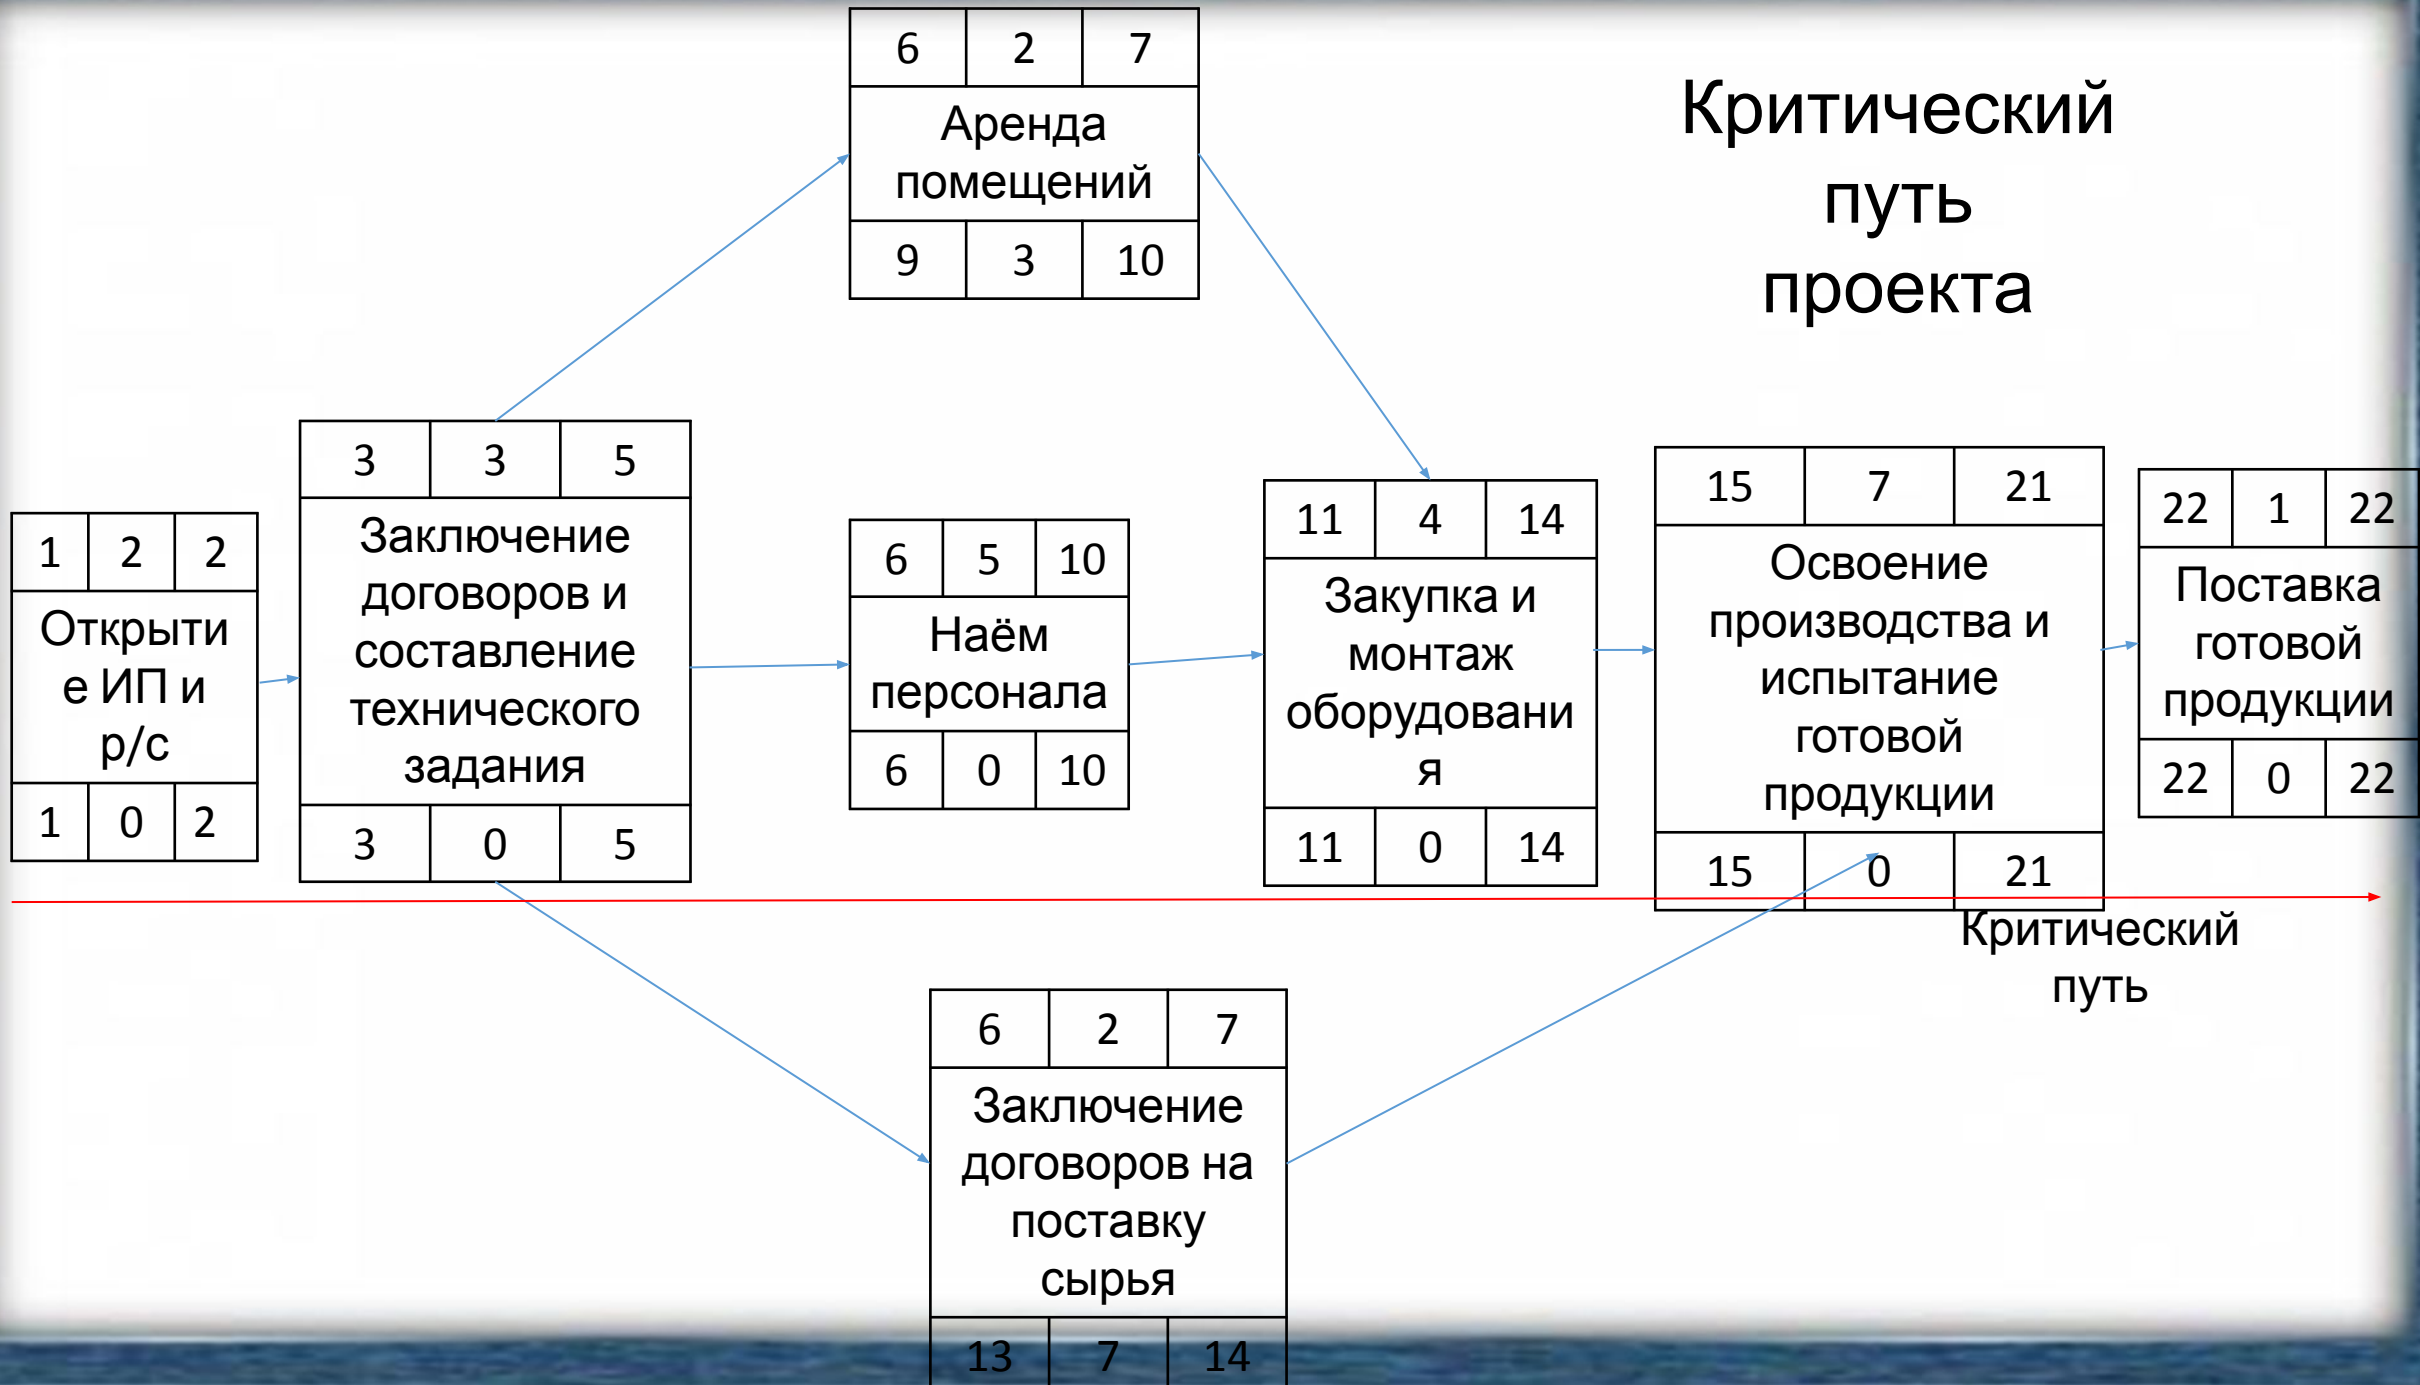 6 2 7
Аренда
помещений
9 3 10
Критический
путь
проекта
1 2 2
Открыти
е ИП и
р/с
1 0 2
3 3 5
Заключение
договоров и
составление
технического
задания
3 0 5
6 5 10
Наём
персонала
6 0 10
11 4 14
Закупка и
монтаж
оборудовани
я
11 0 14
15 7 21
Освоение
производства и
испытание
готовой
продукции
15 0 21
22 1 22
Поставка
готовой
продукции
22 0 22
Критический
путь
6 2 7
Заключение
договоров на
поставку
сырья
13 7 14